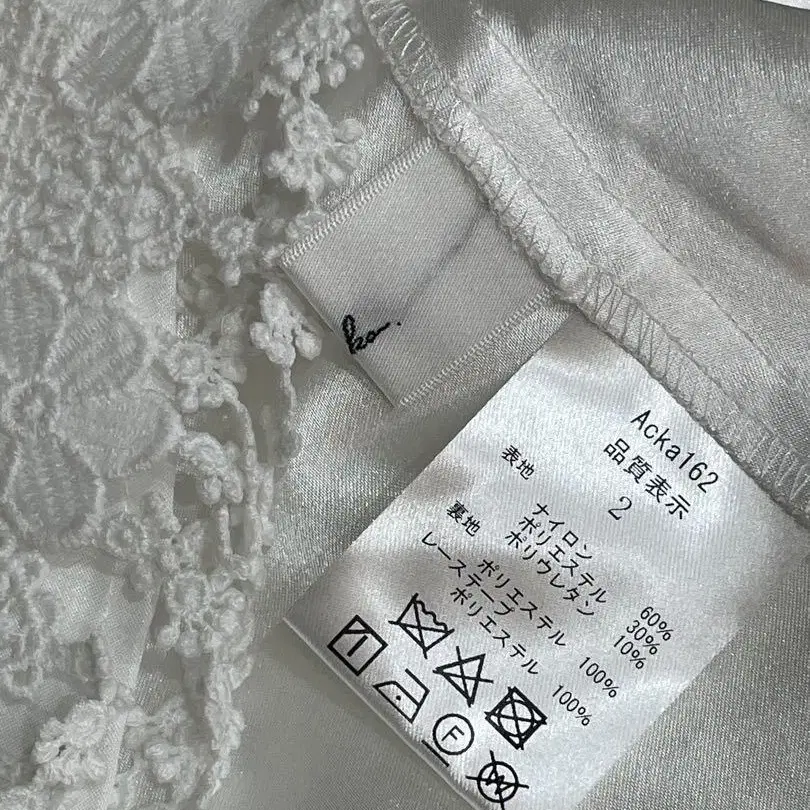 ka.
Acka162
品質表示
2
表地
ナイロン 60%
ポリエステル 30%
ポリウレタン 10%
裏地
ポリエステル 100%
レーステープ
ポリエステル 100%
F
W